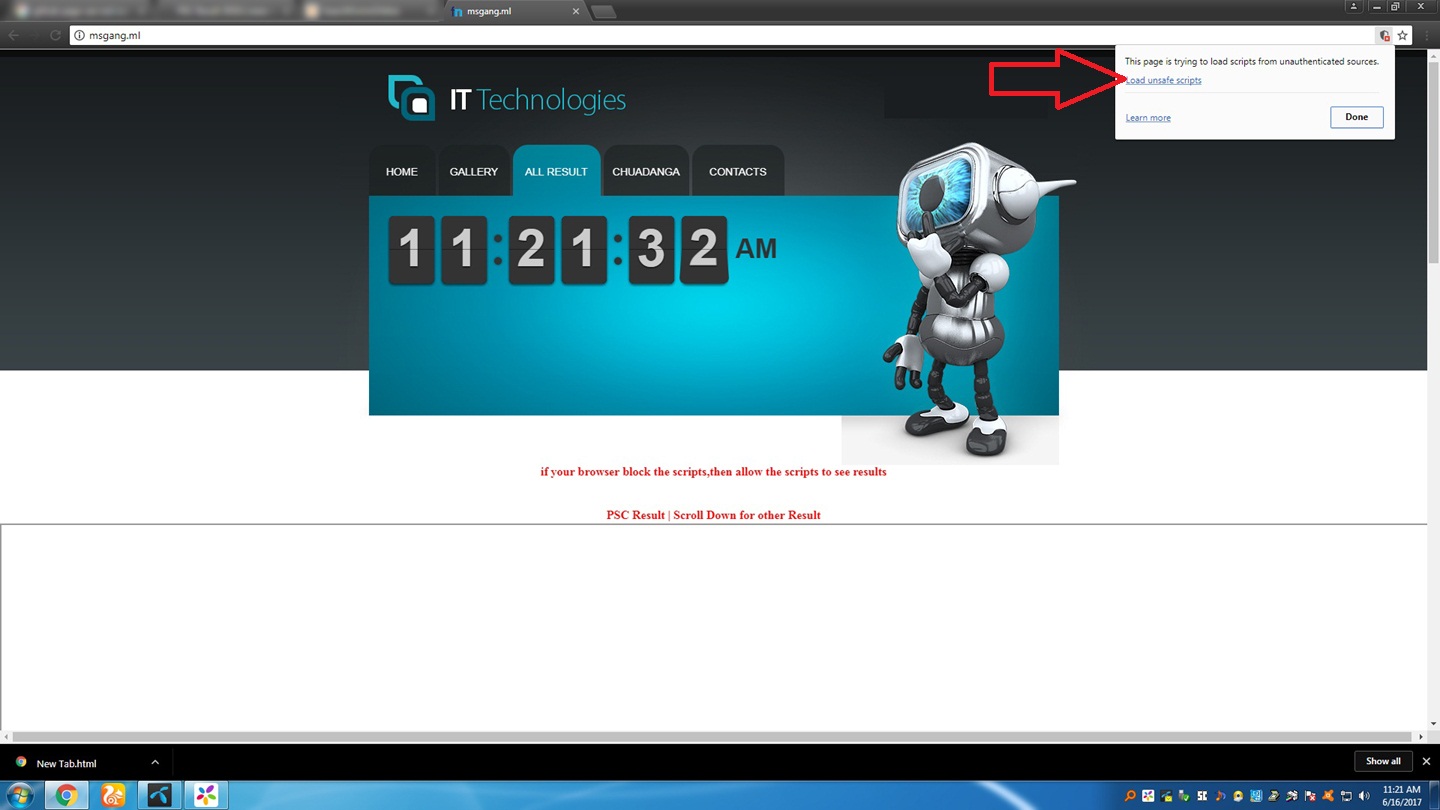 msgang.ml
msgang.ml
This page is trying to load scripts from unauthenticated sources.
Load unsafe scripts
Learn more
Done
IT Technologies
HOME
GALLERY
ALL RESULT
CHUADANGA
CONTACTS
11:21:32 AM
if your browser block the scripts,then allow the scripts to see results
PSC Result | Scroll Down for other Result
New Tab.html
Show all
11:21 AM
6/16/2017